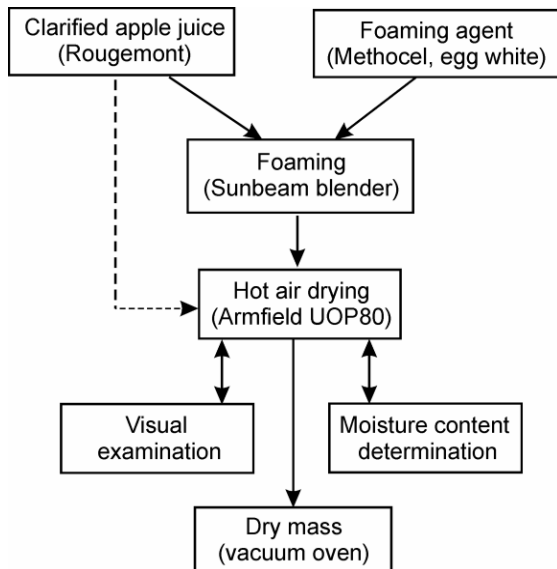 Clarified apple juice
(Rougemont)
Foaming agent
(Methocel, egg white)
Foaming
(Sunbeam blender)
Hot air drying
(Armfield UOP80)
Visual
examination
Moisture content
determination
Dry mass
(vacuum oven)